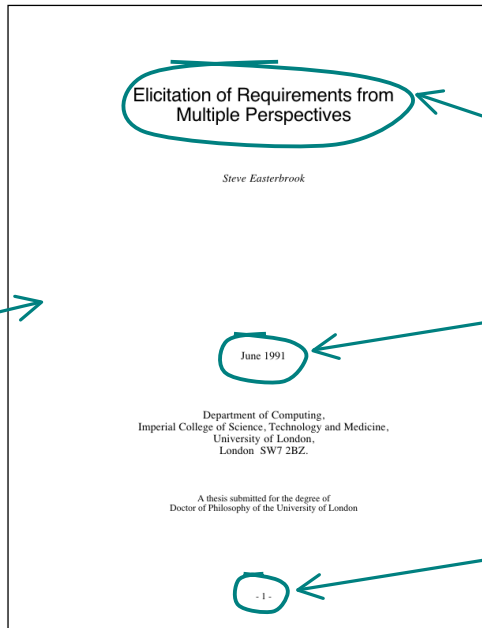 Elicitation of Requirements from
Multiple Perspectives
Steve Easterbrook
June 1991
Department of Computing,
Imperial College of Science, Technology and Medicine,
University of London,
London SW7 2BZ.
A thesis submitted for the degree of
Doctor of Philosophy of the University of London
- 1 -